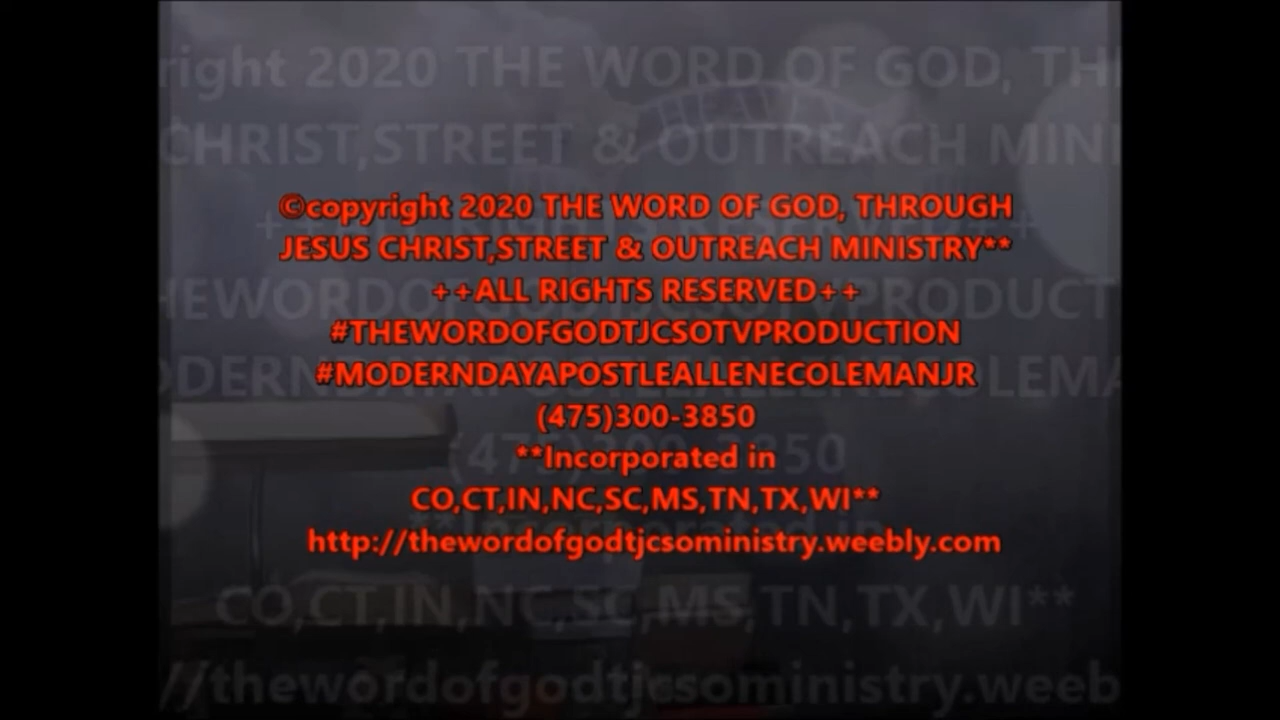 ©copyright 2020 THE WORD OF GOD, THROUGH
JESUS CHRIST,STREET & OUTREACH MINISTRY**
++ALL RIGHTS RESERVED++
#THEWORDOFGODTJCSOTVPRODUCTION
#MODERNDAYAPOSTLEALLENECOLEMANJR
(475)300-3850
**Incorporated in
CO,CT,IN,NC,SC,MS,TN,TX,WI**
http://thewordofgodtjcsoministry.weebly.com